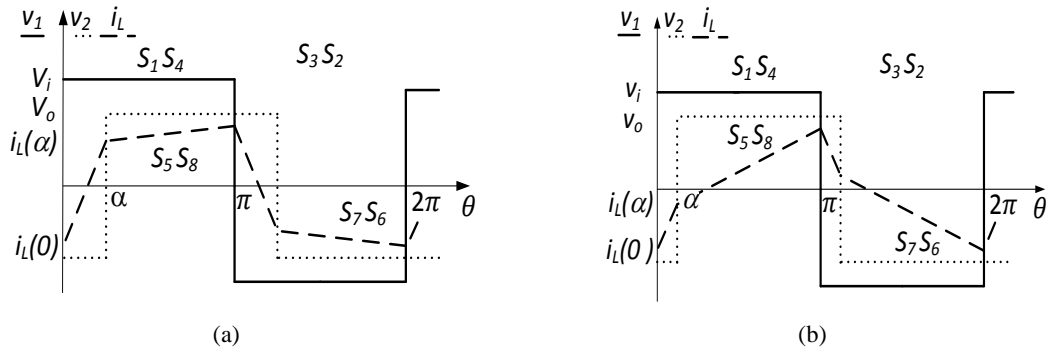 v1 v2 iL
S1S4
S3S2
Vi
Vo
iL(α)
S5S8
α
π
2π
θ
S7S6
iL(0)
(a)
v1 v2 iL
S1S4
S3S2
vi
vo
S5S8
iL(α)
α
π
2π
θ
iL(0)
S7S6
(b)